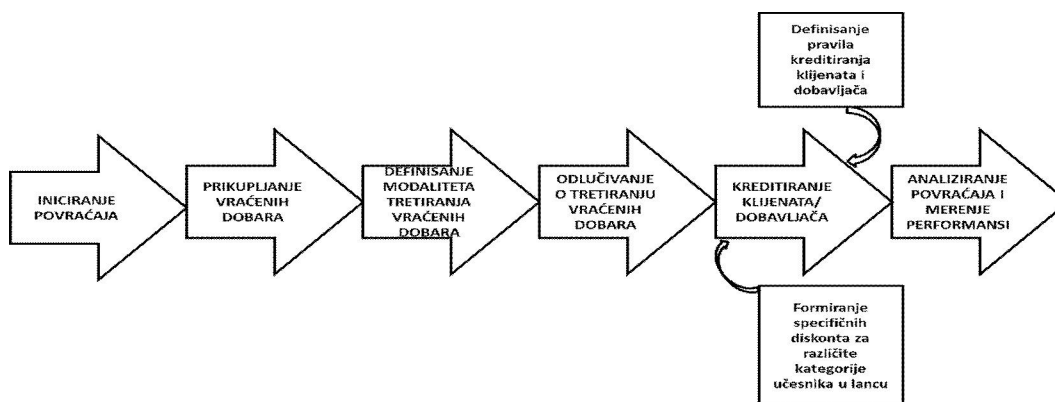 Definisanje
pravila
kreditiranja
klijenata i
dobavljača
INICIRANJE
POVRAĆAJA
PRIKUPLJANJE
VRAĆENIH
DOBARA
DEFINISANJE
MODALITETA
TRETIRANJA
VRAĆENIH
DOBARA
ODLUČIVANJE
O TRETIRANJU
VRAĆENIH
DOBARA
KREDITIRANJE
KLIJENATA/
DOBAVLJAČA
ANALIZIRANJE
POVRAĆAJA I
MERENJE
PERFORMANSI
Formiranje
specifičnih
diskonta za
različite
kategorije
učesnika u lancu